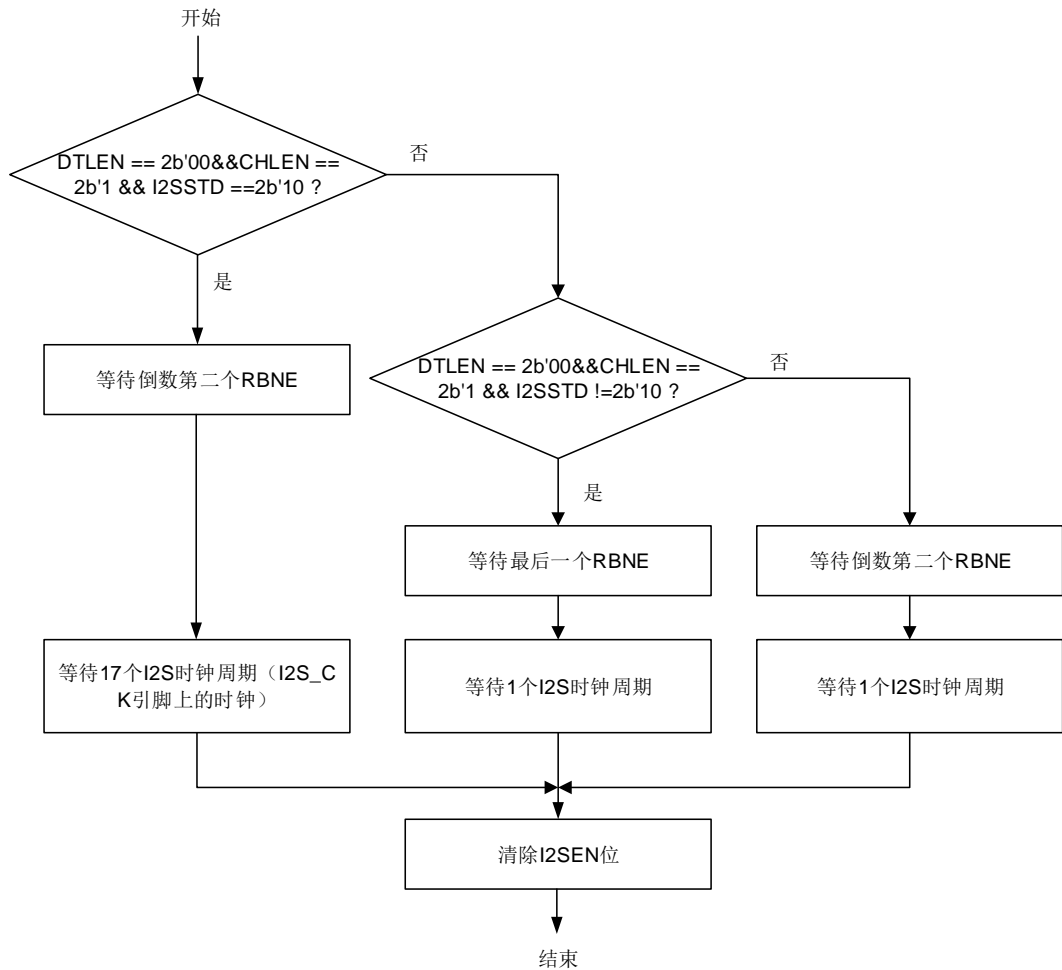 开始
DTLEN == 2b'00&&CHLEN ==
2b'1 && I2SSTD ==2b'10 ?
否
是
等待倒数第二个RBNE
DTLEN == 2b'00&&CHLEN ==
2b'1 && I2SSTD !=2b'10 ?
否
是
等待最后一个RBNE
等待倒数第二个RBNE
等待17个I2S时钟周期（I2S_C
K引脚上的时钟）
等待1个I2S时钟周期
等待1个I2S时钟周期
清除I2SEN位
结束